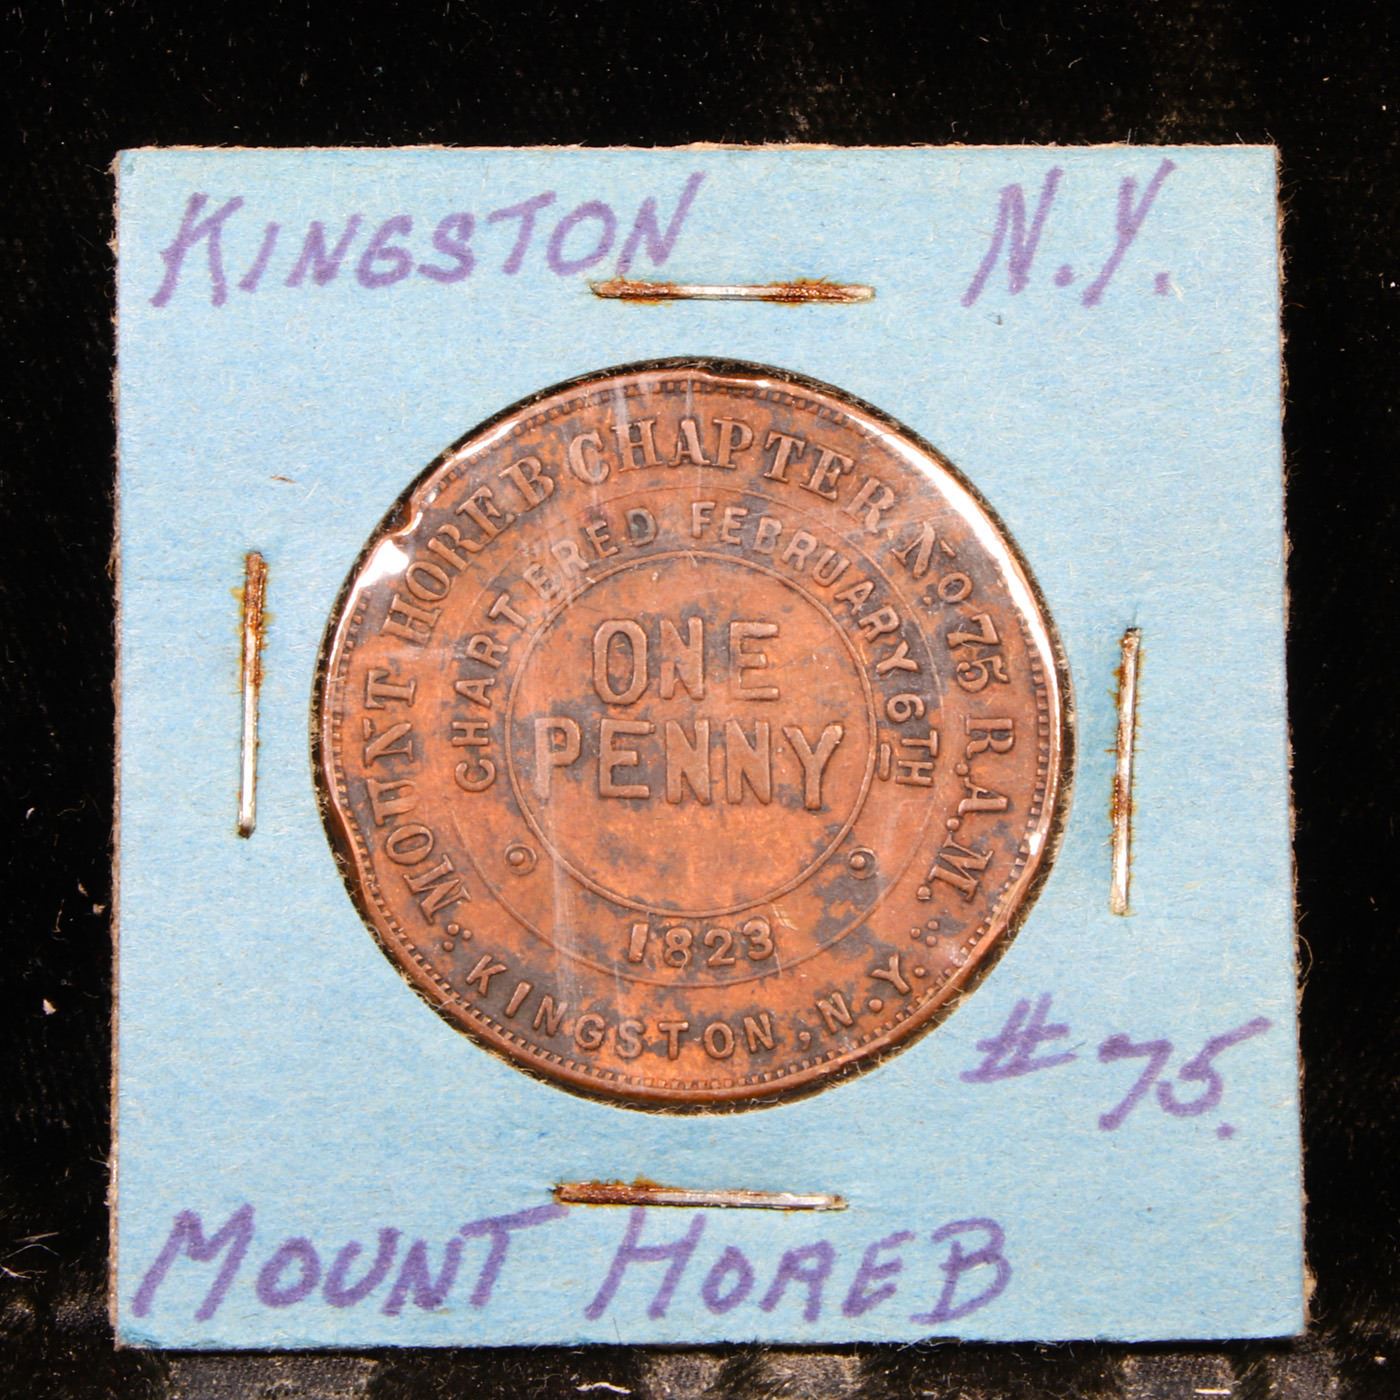 KINGSTON N.Y.
MOUNT HOREB CHAPTER No 75 R.A.M.
CHARTERED FEBRUARY 6TH
ONE
PENNY
1823
KINGSTON, N.Y.
# 75.
MOUNT HOREB